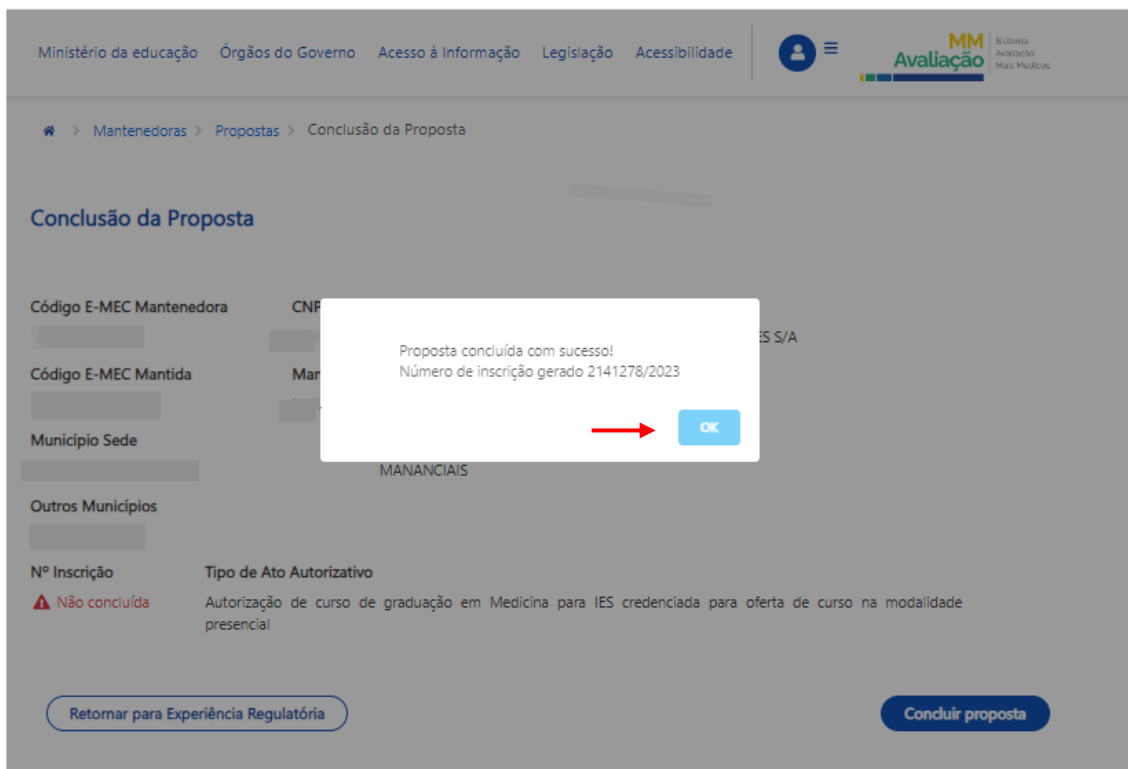 Ministério da educação Órgãos do Governo Acesso à Informação Legislação Acessibilidade
MM
Avaliação
Sistema
Avaliação
Mais Médicos
> Mantenedoras > Propostas > Conclusão da Proposta
Conclusão da Proposta
Código E-MEC Mantenedora CNP
ES S/A
Proposta concluída com sucesso!
Número de inscrição gerado 2141278/2023
Código E-MEC Mantida Man
OK
Município Sede
MANANCIAIS
Outros Municípios
Nº Inscrição Tipo de Ato Autorizativo
Não concluída Autorização de curso de graduação em Medicina para IES credenciada para oferta de curso na modalidade
presencial
Retornar para Experiência Regulatória Concluir proposta